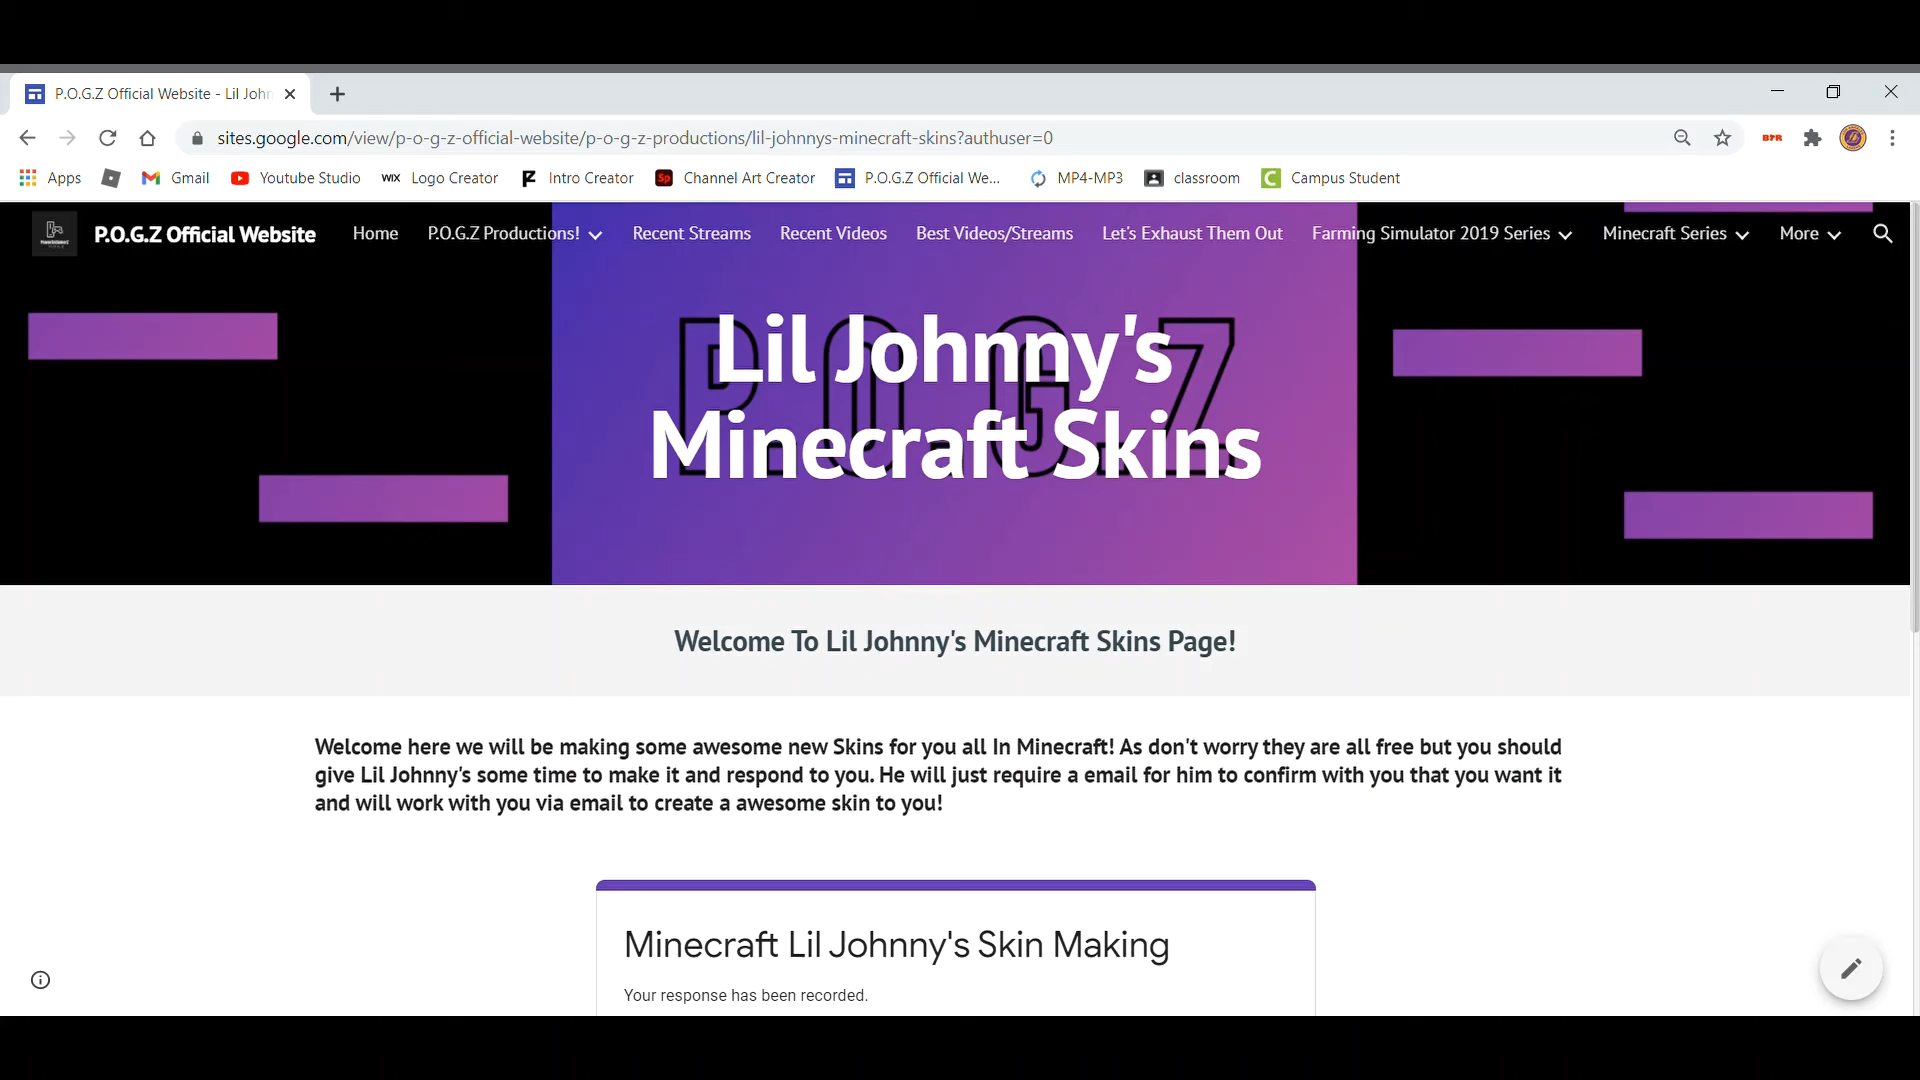 P.O.G.Z Official Website - Lil John
sites.google.com/view/p-o-g-z-official-website/p-o-g-z-productions/lil-johnnys-minecraft-skins?authuser=0
BTR
Apps Gmail Youtube Studio WIX Logo Creator Intro Creator Sp Channel Art Creator P.O.G.Z Official We... MP4-MP3 classroom C Campus Student
P.O.G.Z Official Website Home P.O.G.Z Productions! Recent Streams Recent Videos Best Videos/Streams Let's Exhaust Them Out Farming Simulator 2019 Series Minecraft Series More
P.O.G.Z
Lil Johnny's
Minecraft Skins
Welcome To Lil Johnny's Minecraft Skins Page!
Welcome here we will be making some awesome new Skins for you all In Minecraft! As don't worry they are all free but you should
give Lil Johnny's some time to make it and respond to you. He will just require a email for him to confirm with you that you want it
and will work with you via email to create a awesome skin to you!
Minecraft Lil Johnny's Skin Making
Your response has been recorded.